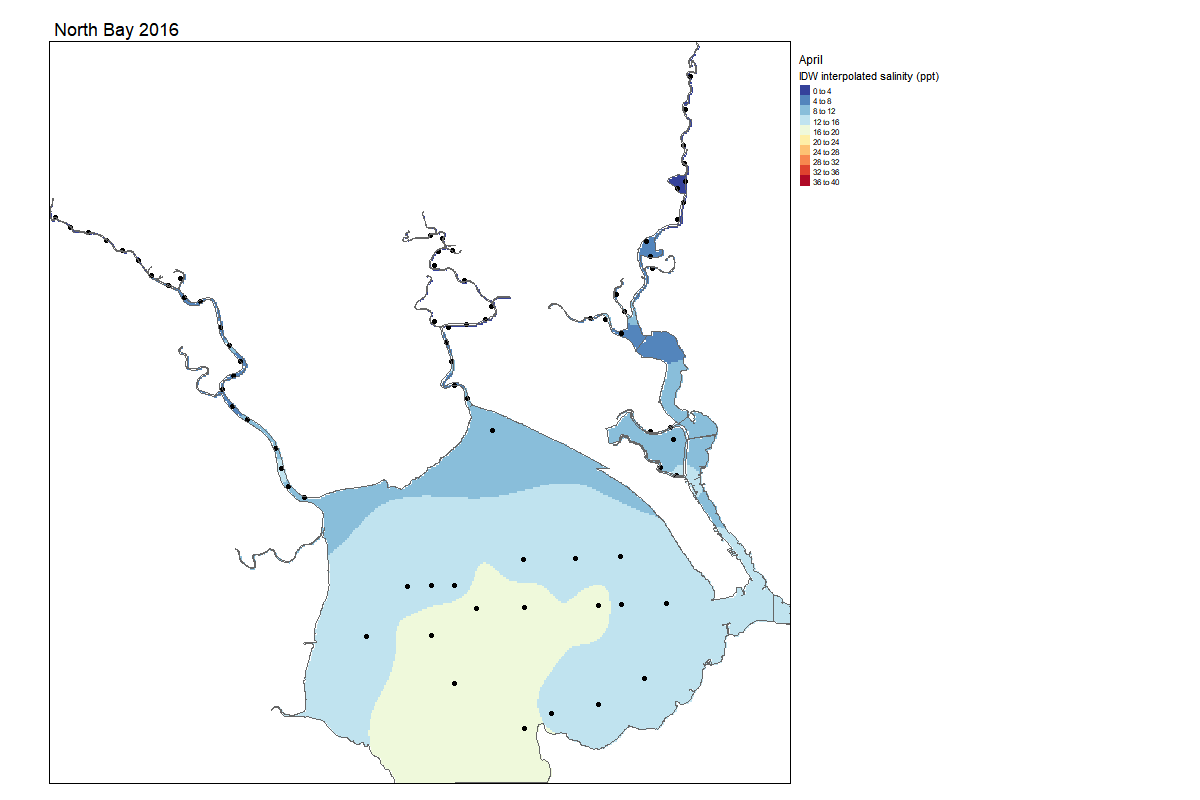 North Bay 2016
April
IDW interpolated salinity (ppt)
0 to 4
4 to 8
8 to 12
12 to 16
16 to 20
20 to 24
24 to 28
28 to 32
32 to 36
36 to 40